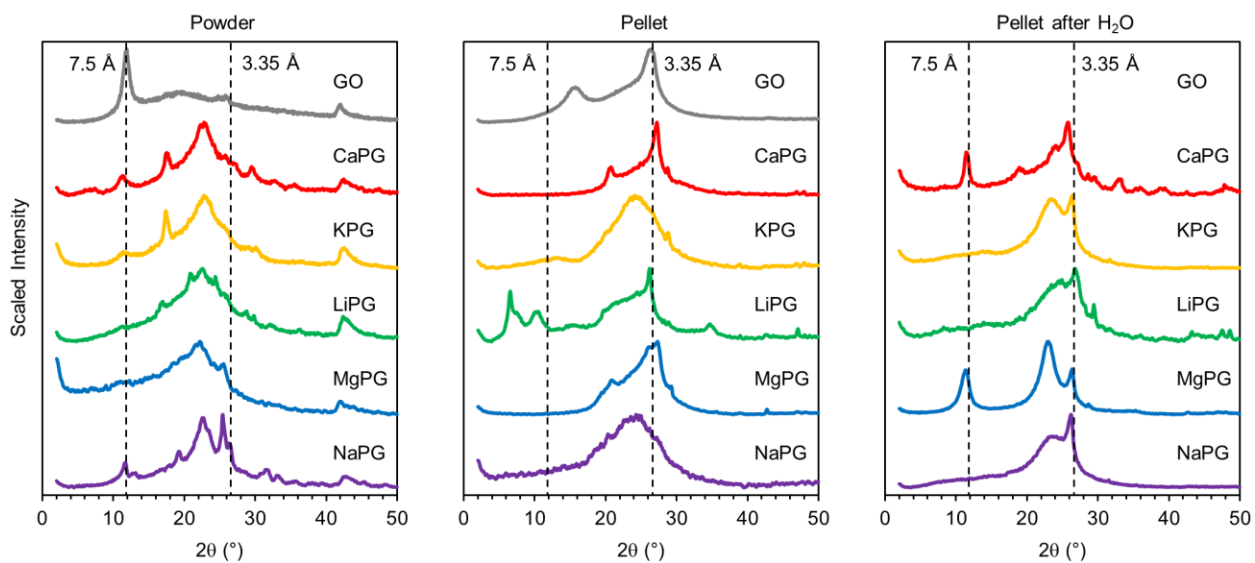 Powder
Pellet
Pellet after H₂O
Scaled Intensity
7.5 Å
3.35 Å
GO
CaPG
KPG
LiPG
MgPG
NaPG
0 10 20 30 40 50
2θ (°)
7.5 Å
3.35 Å
GO
CaPG
KPG
LiPG
MgPG
NaPG
0 10 20 30 40 50
2θ (°)
7.5 Å
3.35 Å
GO
CaPG
KPG
LiPG
MgPG
NaPG
0 10 20 30 40 50
2θ (°)